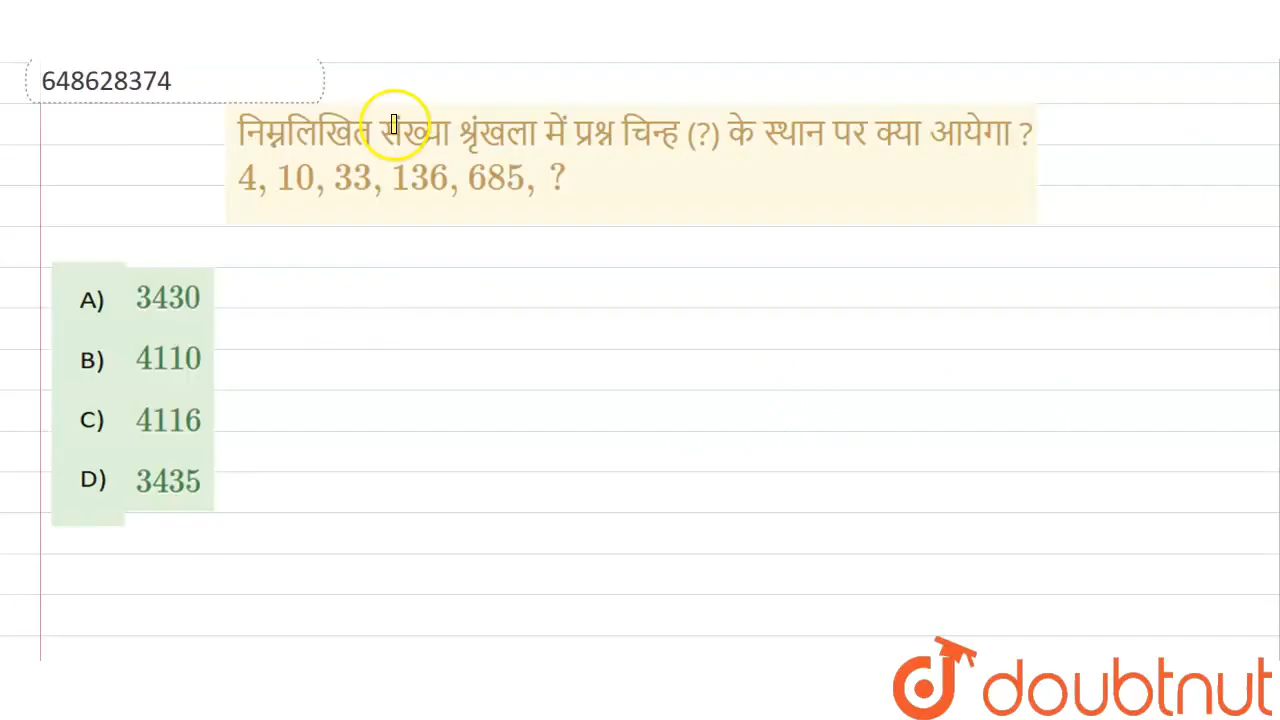 648628374
निम्नलिखित संख्या श्रृंखला में प्रश्न चिन्ह (?) के स्थान पर क्या आयेगा ?
4, 10, 33, 136, 685, ?
A) 3430
B) 4110
C) 4116
D) 3435
doubtnut